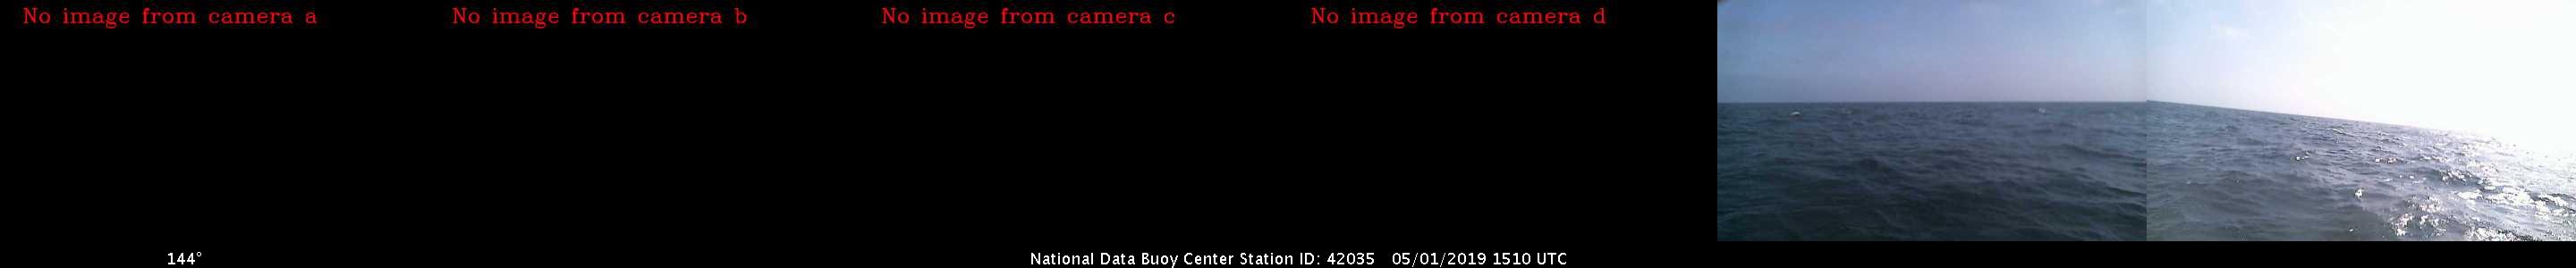 No image from camera a
No image from camera b
No image from camera c
No image from camera d
144°
National Data Buoy Center Station ID: 42035 05/01/2019 1510 UTC